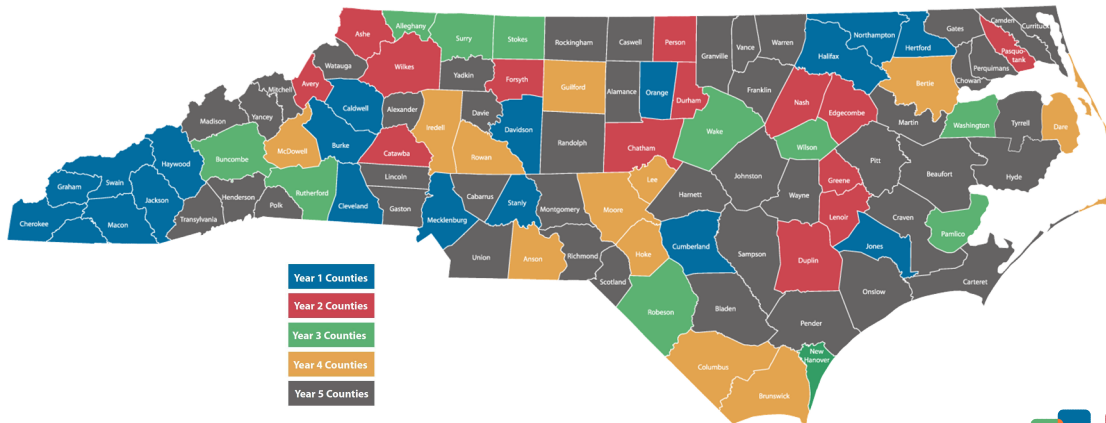 Ashe
Alleghany
Surry
Stokes
Rockingham
Caswell
Person
Granville
Vance
Warren
Halifax
Northampton
Hertford
Gates
Camden
Currituck
Pasquo-
tank
Perquimans
Chowan
Bertie
Watauga
Wilkes
Yadkin
Forsyth
Guilford
Alamance
Orange
Durham
Franklin
Nash
Edgecombe
Martin
Washington
Tyrrell
Dare
Mitchell
Avery
Caldwell
Alexander
Iredell
Davie
Davidson
Randolph
Chatham
Wake
Wilson
Pitt
Beaufort
Hyde
Madison
Yancey
McDowell
Burke
Catawba
Rowan
Lee
Johnston
Greene
Haywood
Buncombe
Rutherford
Lincoln
Cabarrus
Stanly
Montgomery
Moore
Harnett
Wayne
Lenoir
Craven
Pamlico
Graham
Swain
Jackson
Henderson
Polk
Cleveland
Gaston
Mecklenburg
Cherokee
Macon
Transylvania
Union
Anson
Richmond
Hoke
Cumberland
Sampson
Duplin
Jones
Carteret
Scotland
Robeson
Bladen
Pender
Onslow
Columbus
Brunswick
New
Hanover
Year 1 Counties
Year 2 Counties
Year 3 Counties
Year 4 Counties
Year 5 Counties